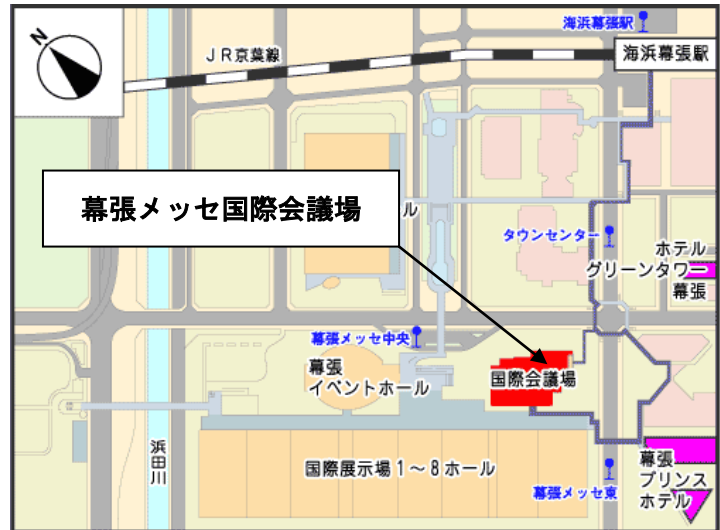 N
海浜幕張駅
JR京葉線
海浜幕張駅
幕張メッセ国際会議場
ル
タウンセンター
ホテル
グリーンタワー
幕張
幕張メッセ中央
幕張
イベントホール
国際会議場
浜田川
国際展示場1～8ホール
幕張メッセ東
幕張
プリンス
ホテル